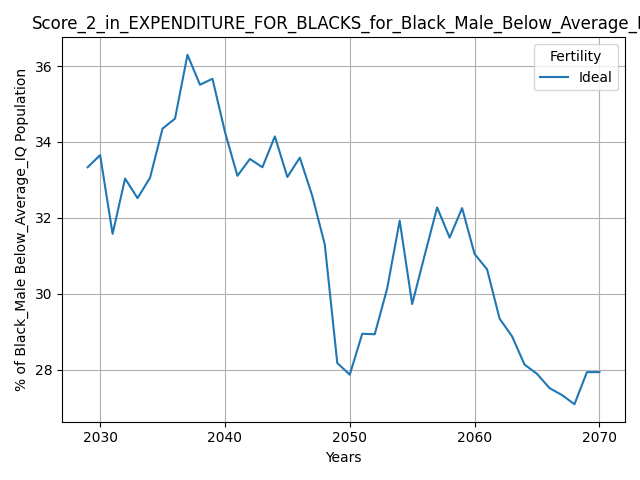 Score_2_in_EXPENDITURE_FOR_BLACKS_for_Black_Male_Below_Average_I
Fertility
Ideal
% of Black_Male Below_Average_IQ Population
36
34
32
30
28
2030 2040 2050 2060 2070
Years